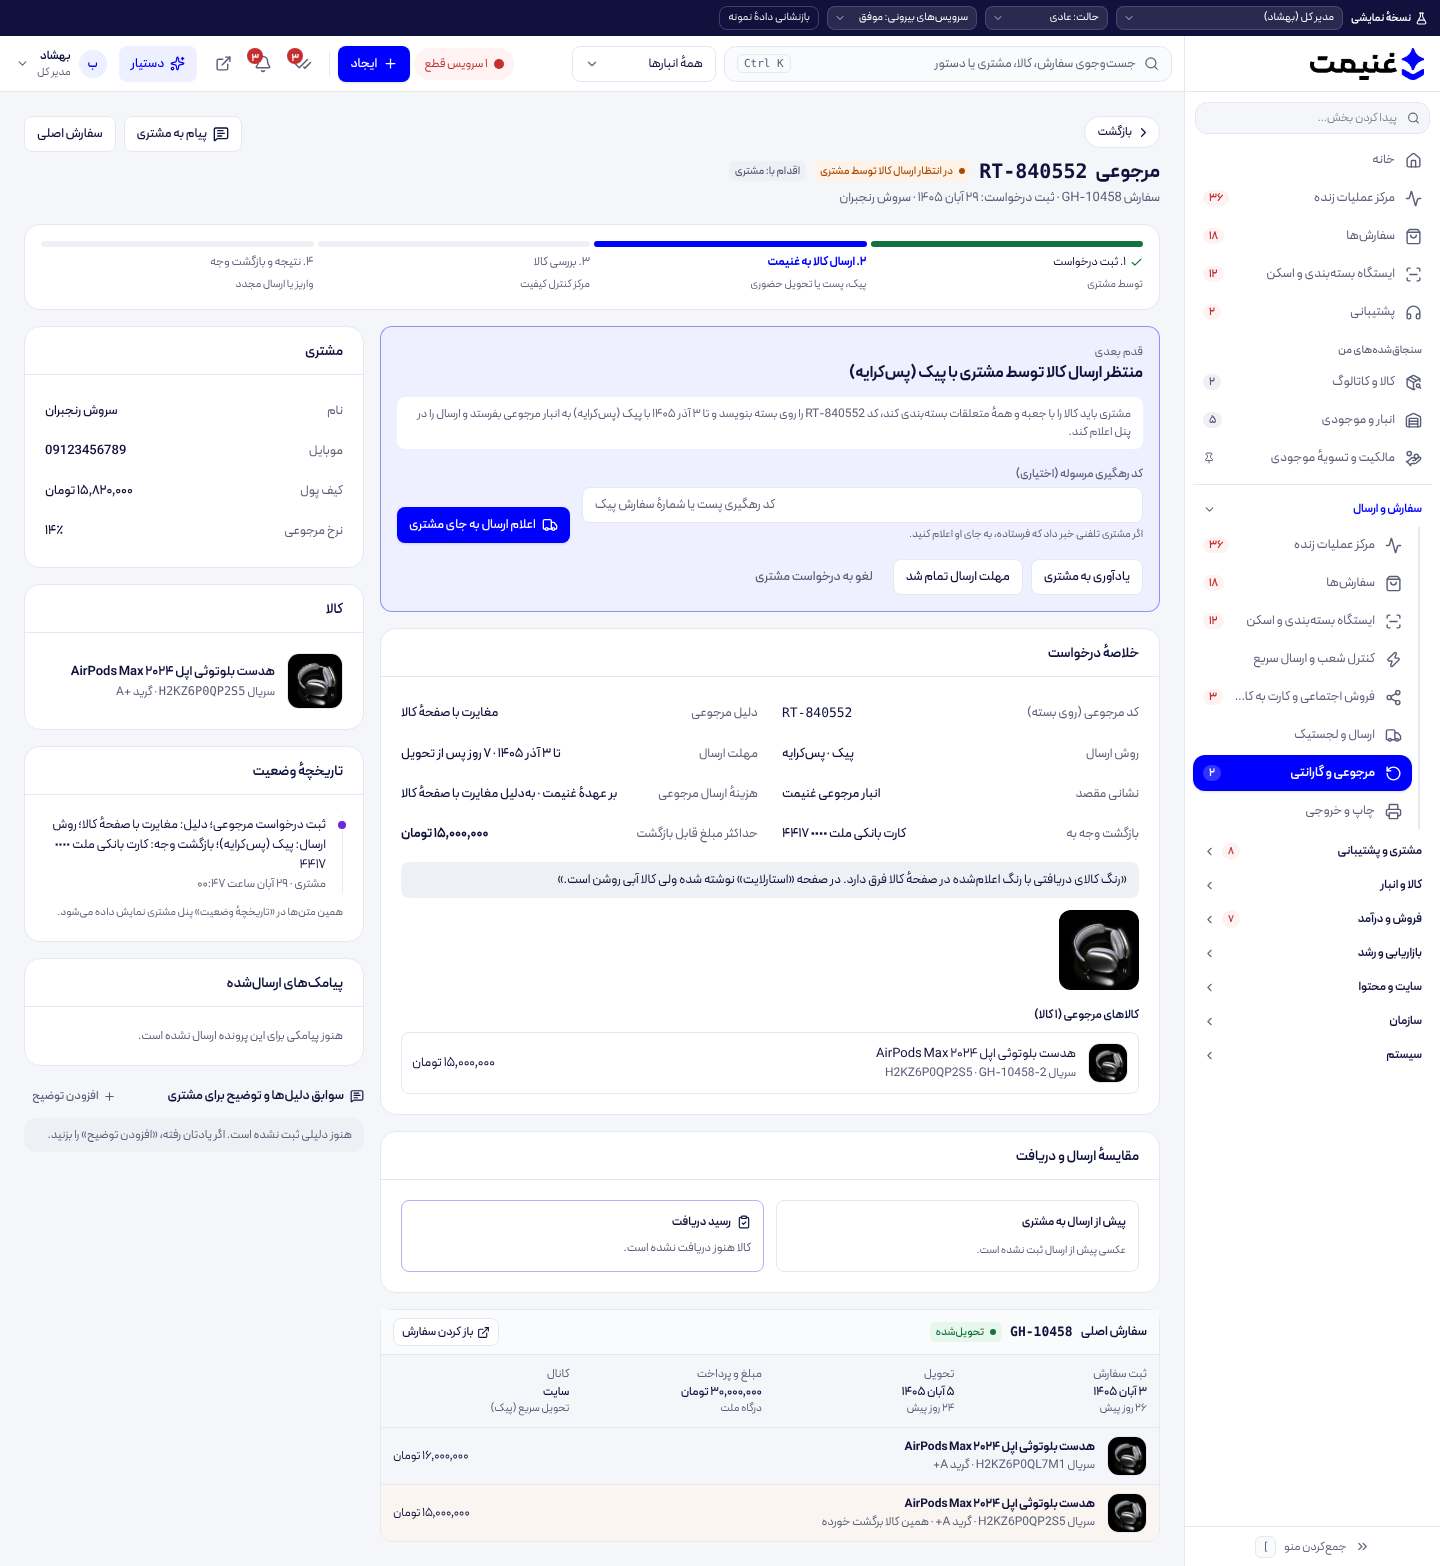 نسخهٔ نمایشی
مدیر کل (بهشاد)
حالت: عادی
سرویس‌های بیرونی: موفق
بازنشانی دادهٔ نمونه
غنیمت
جست‌وجوی سفارش، کالا، مشتری یا دستور
Ctrl K
همهٔ انبارها
۱ سرویس قطع
ایجاد
۳
۳
دستیار
ب
بهشاد
مدیر کل
پیدا کردن بخش...
خانه
مرکز عملیات زنده
۳۶
سفارش‌ها
۱۸
ایستگاه بسته‌بندی و اسکن
۱۲
پشتیبانی
۲
سنجاق‌شده‌های من
کالا و کاتالوگ
۲
انبار و موجودی
۵
مالکیت و تسویهٔ موجودی
سفارش و ارسال
مرکز عملیات زنده
۳۶
سفارش‌ها
۱۸
ایستگاه بسته‌بندی و اسکن
۱۲
کنترل شعب و ارسال سریع
فروش اجتماعی و کارت به کا...
۳
ارسال و لجستیک
مرجوعی و گارانتی
۲
چاپ و خروجی
مشتری و پشتیبانی
۸
کالا و انبار
فروش و درآمد
۷
بازاریابی و رشد
سایت و محتوا
سازمان
سیستم
جمع‌کردن منو
[
بازگشت
پیام به مشتری
سفارش اصلی
مرجوعی RT-840552
در انتظار ارسال کالا توسط مشتری
اقدام با: مشتری
سفارش GH-10458 · ثبت درخواست: ۲۹ آبان ۱۴۰۵ · سروش رنجبران
۱. ثبت درخواست
توسط مشتری
۲. ارسال کالا به غنیمت
پیک، پست یا تحویل حضوری
۳. بررسی کالا
مرکز کنترل کیفیت
۴. نتیجه و بازگشت وجه
واریز یا ارسال مجدد
قدم بعدی
منتظر ارسال کالا توسط مشتری با پیک (پس‌کرایه)
مشتری باید کالا را با جعبه و همهٔ متعلقات بسته‌بندی کند، کد RT-840552 را روی بسته بنویسد و تا ۳ آذر ۱۴۰۵ با پیک (پس‌کرایه) به انبار مرجوعی بفرستد و ارسال را در
پنل اعلام کند.
کد رهگیری مرسوله (اختیاری)
کد رهگیری پست یا شمارهٔ سفارش پیک
اعلام ارسال به جای مشتری
اگر مشتری تلفنی خبر داد که فرستاده، به جای او اعلام کنید.
یادآوری به مشتری
مهلت ارسال تمام شد
لغو به درخواست مشتری
خلاصهٔ درخواست
کد مرجوعی (روی بسته)
RT-840552
دلیل مرجوعی
مغایرت با صفحهٔ کالا
روش ارسال
پیک · پس‌کرایه
مهلت ارسال
تا ۳ آذر ۱۴۰۵ · ۷ روز پس از تحویل
نشانی مقصد
انبار مرجوعی غنیمت
هزینهٔ ارسال مرجوعی
بر عهدهٔ غنیمت · به‌دلیل مغایرت با صفحهٔ کالا
بازگشت وجه به
کارت بانکی ملت •••• ۴۴۱۷
حداکثر مبلغ قابل بازگشت
۱۵,۰۰۰,۰۰۰ تومان
«رنگ کالای دریافتی با رنگ اعلام‌شده در صفحهٔ کالا فرق دارد. در صفحه «استارلایت» نوشته شده ولی کالا آبی روشن است.»
کالاهای مرجوعی (۱ کالا)
هدست بلوتوثی اپل AirPods Max ۲۰۲۴
سریال H2KZ6P0QP2S5 · GH-10458-2
۱۵,۰۰۰,۰۰۰ تومان
مقایسهٔ ارسال و دریافت
پیش از ارسال به مشتری
عکسی پیش از ارسال ثبت نشده است.
رسید دریافت
کالا هنوز دریافت نشده است.
سفارش اصلی GH-10458
تحویل‌شده
باز کردن سفارش
ثبت سفارش
۳ آبان ۱۴۰۵
۲۶ روز پیش
تحویل
۵ آبان ۱۴۰۵
۲۴ روز پیش
مبلغ و پرداخت
۳۰,۰۰۰,۰۰۰ تومان
درگاه ملت
کانال
سایت
تحویل سریع (پیک)
هدست بلوتوثی اپل AirPods Max ۲۰۲۴
سریال H2KZ6P0QL7M1 · گرید A+
۱۶,۰۰۰,۰۰۰ تومان
هدست بلوتوثی اپل AirPods Max ۲۰۲۴
سریال H2KZ6P0QP2S5 · گرید A+ · همین کالا برگشت خورده
۱۵,۰۰۰,۰۰۰ تومان
مشتری
نام
سروش رنجبران
موبایل
09123456789
کیف پول
۱۵,۸۲۰,۰۰۰ تومان
نرخ مرجوعی
۱۴٪
کالا
هدست بلوتوثی اپل AirPods Max ۲۰۲۴
سریال H2KZ6P0QP2S5 · گرید A+
تاریخچهٔ وضعیت
ثبت درخواست مرجوعی؛ دلیل: مغایرت با صفحهٔ کالا؛ روش
ارسال: پیک (پس‌کرایه)؛ بازگشت وجه: کارت بانکی ملت ••••
۴۴۱۷
مشتری · ۲۹ آبان ساعت ۰۰:۴۷
همین متن‌ها در «تاریخچهٔ وضعیت» پنل مشتری نمایش داده می‌شود.
پیامک‌های ارسال‌شده
هنوز پیامکی برای این پرونده ارسال نشده است.
سوابق دلیل‌ها و توضیح برای مشتری
افزودن توضیح
هنوز دلیلی ثبت نشده است. اگر یادتان رفته، «افزودن توضیح» را بزنید.